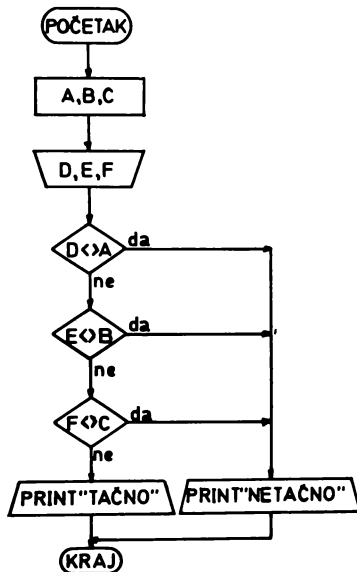 POČETAK
A,B,C
D,E,F
D<>A
da
ne
E<>B
da
ne
F<>C
da
ne
PRINT"TAČNO"
PRINT"NETAČNO"
KRAJ